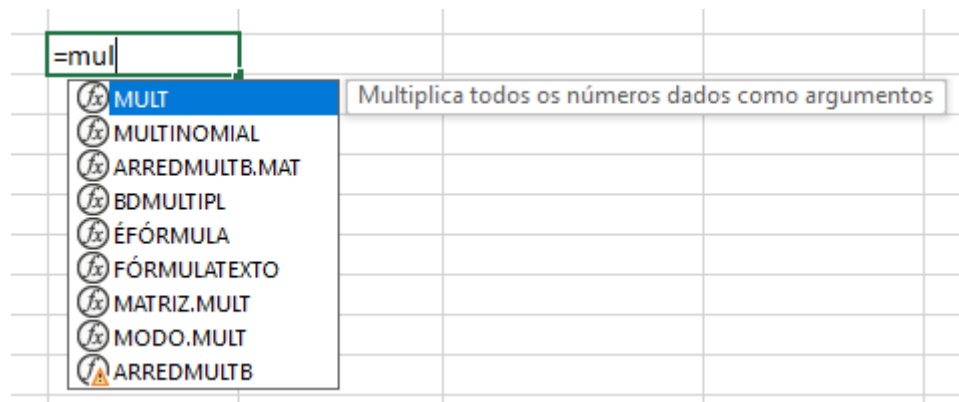 =mul
MULT Multiplica todos os números dados como argumentos
MULTINOMIAL
ARREDMULTB.MAT
BDMULTIPL
ÉFÓRMULA
FÓRMULATEXTO
MATRIZ.MULT
MODO.MULT
ARREDMULTB